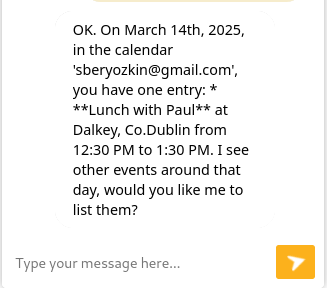 OK. On March 14th, 2025,
in the calendar
'sberyozkin@gmail.com',
you have one entry: *
**Lunch with Paul** at
Dalkey, Co.Dublin from
12:30 PM to 1:30 PM. I see
other events around that
day, would you like me to
list them?
Type your message here...